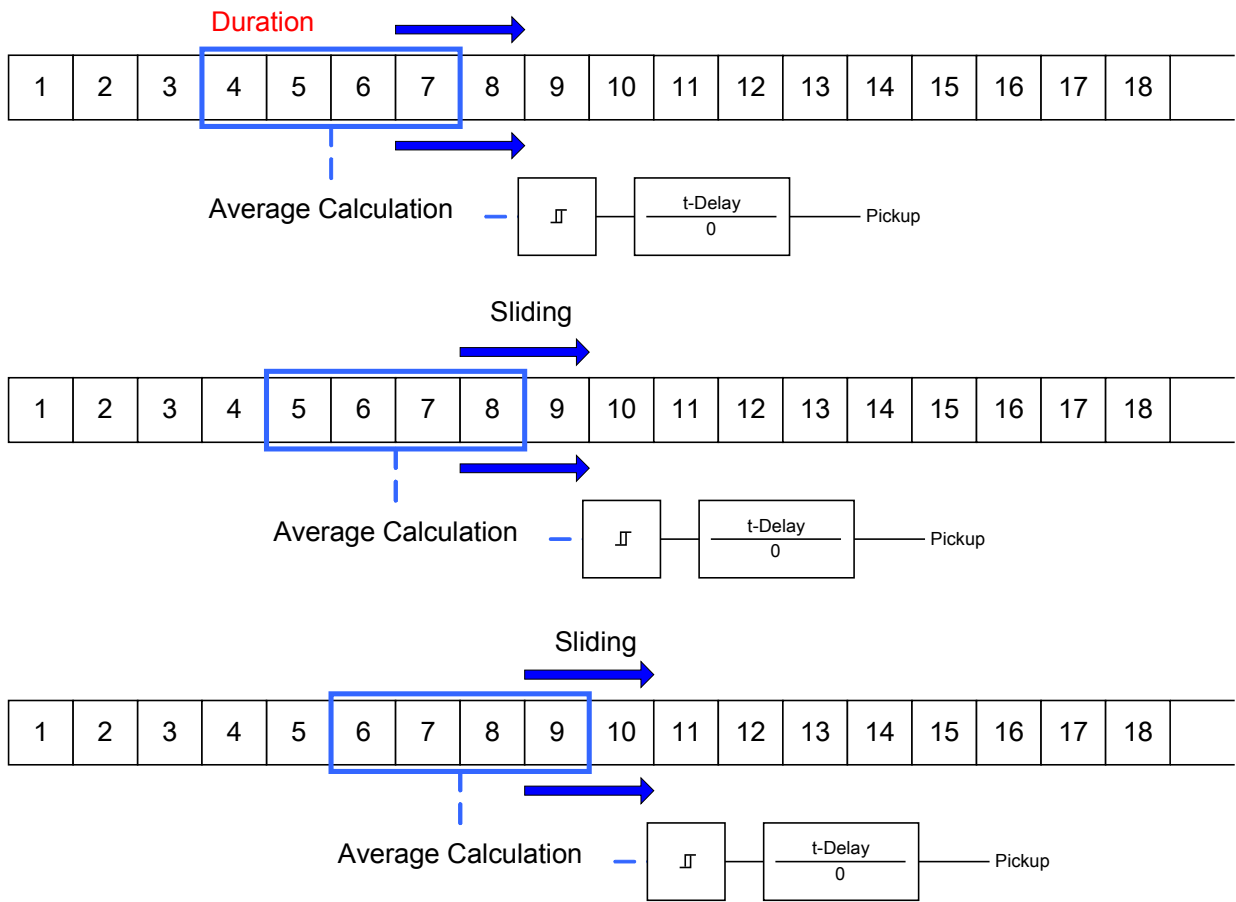 Duration
1 2 3 4 5 6 7 8 9 10 11 12 13 14 15 16 17 18
Average Calculation
t-Delay
0
Pickup
Sliding
1 2 3 4 5 6 7 8 9 10 11 12 13 14 15 16 17 18
Average Calculation
t-Delay
0
Pickup
Sliding
1 2 3 4 5 6 7 8 9 10 11 12 13 14 15 16 17 18
Average Calculation
t-Delay
0
Pickup